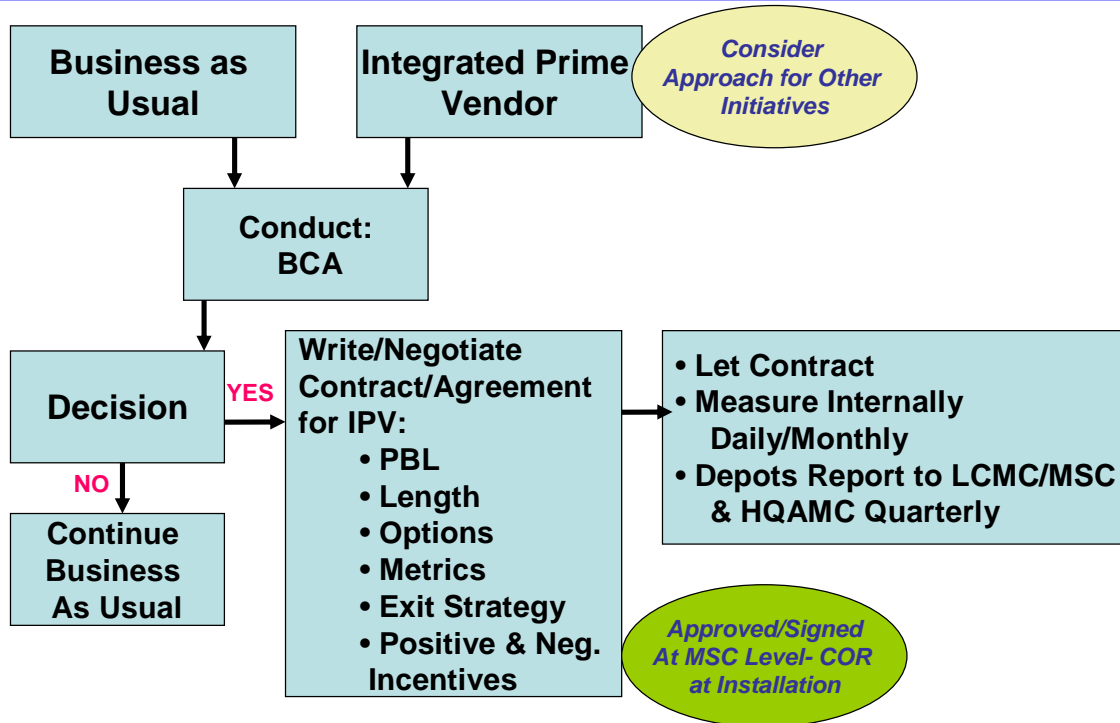 Business as
Usual
Integrated Prime
Vendor
Consider
Approach for Other
Initiatives
Conduct:
BCA
Decision
YES
NO
Continue
Business
As Usual
Write/Negotiate
Contract/Agreement
for IPV:
• PBL
• Length
• Options
• Metrics
• Exit Strategy
• Positive & Neg.
Incentives
• Let Contract
• Measure Internally
Daily/Monthly
• Depots Report to LCMC/MSC
& HQAMC Quarterly
Approved/Signed
At MSC Level- COR
at Installation